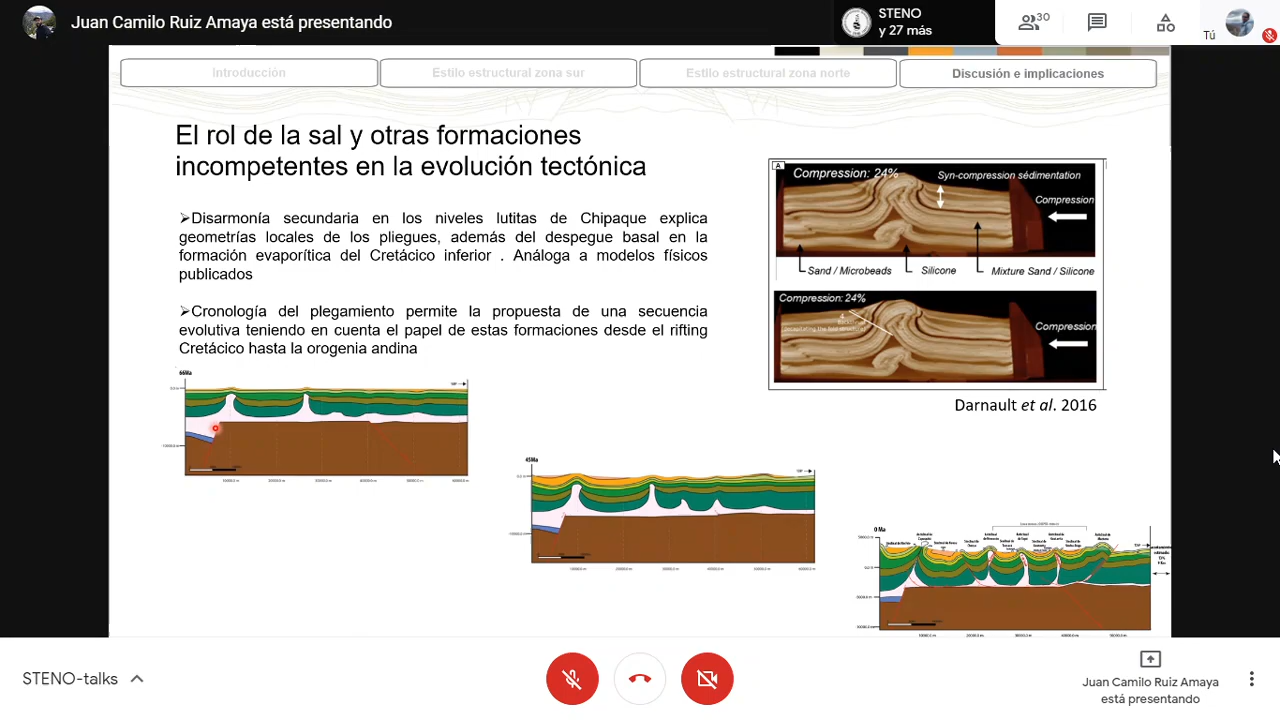 Juan Camilo Ruiz Amaya está presentando
STENO
y 27 más
30
Tú
Introducción
Estilo estructural zona sur
Estilo estructural zona norte
Discusión e implicaciones
El rol de la sal y otras formaciones
incompetentes en la evolución tectónica
➤Disarmonía secundaria en los niveles lutitas de Chipaque explica
geometrías locales de los pliegues, además del despegue basal en la
formación evaporítica del Cretácico inferior . Análoga a modelos físicos
publicados
➤Cronología del plegamiento permite la propuesta de una secuencia
evolutiva teniendo en cuenta el papel de estas formaciones desde el rifting
Cretácico hasta la orogenia andina
A
Compression: 24%
Syn-compression sédimentation
Compression
Sand / Microbeads
Silicone
Mixture Sand / Silicone
Compression: 24%
Compression
Darnault et al. 2016
66Ma
45Ma
0 Ma
STENO-talks
Juan Camilo Ruiz Amaya
está presentando